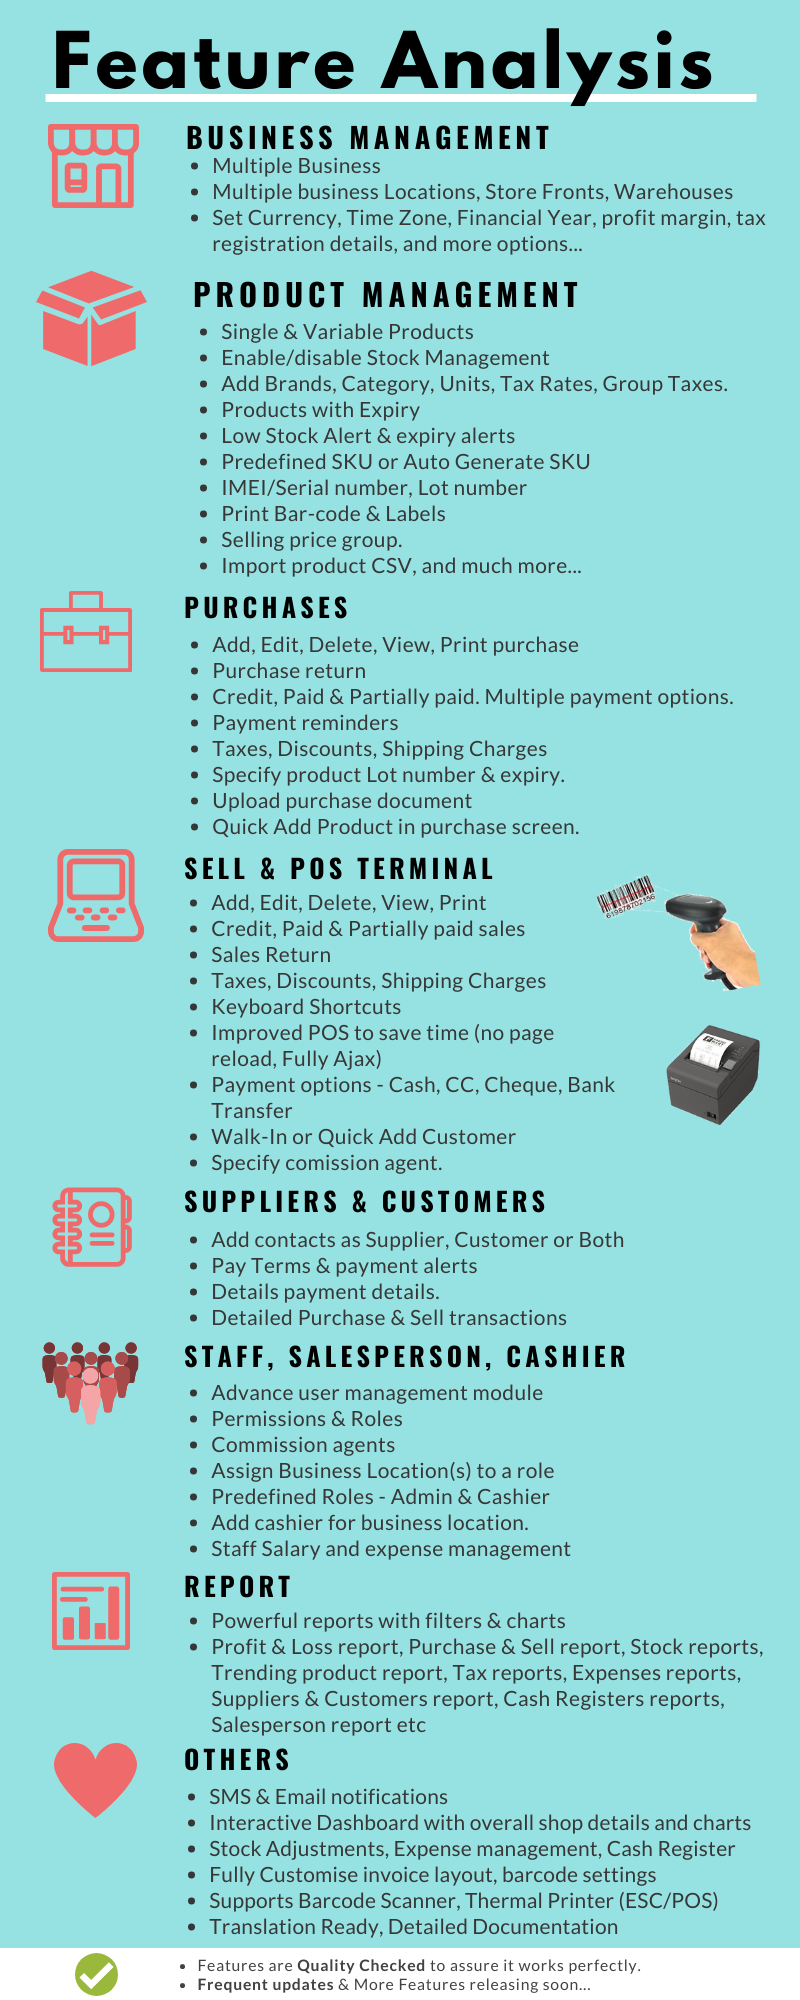 Feature Analysis
BUSINESS MANAGEMENT
• Multiple Business
• Multiple business Locations, Store Fronts, Warehouses
• Set Currency, Time Zone, Financial Year, profit margin, tax
registration details, and more options...
PRODUCT MANAGEMENT
• Single & Variable Products
• Enable/disable Stock Management
• Add Brands, Category, Units, Tax Rates, Group Taxes.
• Products with Expiry
• Low Stock Alert & expiry alerts
• Predefined SKU or Auto Generate SKU
• IMEI/Serial number, Lot number
• Print Bar-code & Labels
• Selling price group.
• Import product CSV, and much more...
PURCHASES
• Add, Edit, Delete, View, Print purchase
• Purchase return
• Credit, Paid & Partially paid. Multiple payment options.
• Payment reminders
• Taxes, Discounts, Shipping Charges
• Specify product Lot number & expiry.
• Upload purchase document
• Quick Add Product in purchase screen.
SELL & POS TERMINAL
• Add, Edit, Delete, View, Print
• Credit, Paid & Partially paid sales
• Sales Return
• Taxes, Discounts, Shipping Charges
• Keyboard Shortcuts
• Improved POS to save time (no page
reload, Fully Ajax)
• Payment options - Cash, CC, Cheque, Bank
Transfer
• Walk-In or Quick Add Customer
• Specify comission agent.
SUPPLIERS & CUSTOMERS
• Add contacts as Supplier, Customer or Both
• Pay Terms & payment alerts
• Details payment details.
• Detailed Purchase & Sell transactions
STAFF, SALESPERSON, CASHIER
• Advance user management module
• Permissions & Roles
• Commission agents
• Assign Business Location(s) to a role
• Predefined Roles - Admin & Cashier
• Add cashier for business location.
• Staff Salary and expense management
REPORT
• Powerful reports with filters & charts
• Profit & Loss report, Purchase & Sell report, Stock reports,
Trending product report, Tax reports, Expenses reports,
Suppliers & Customers report, Cash Registers reports,
Salesperson report etc
OTHERS
• SMS & Email notifications
• Interactive Dashboard with overall shop details and charts
• Stock Adjustments, Expense management, Cash Register
• Fully Customise invoice layout, barcode settings
• Supports Barcode Scanner, Thermal Printer (ESC/POS)
• Translation Ready, Detailed Documentation
• Features are Quality Checked to assure it works perfectly.
• Frequent updates & More Features releasing soon...